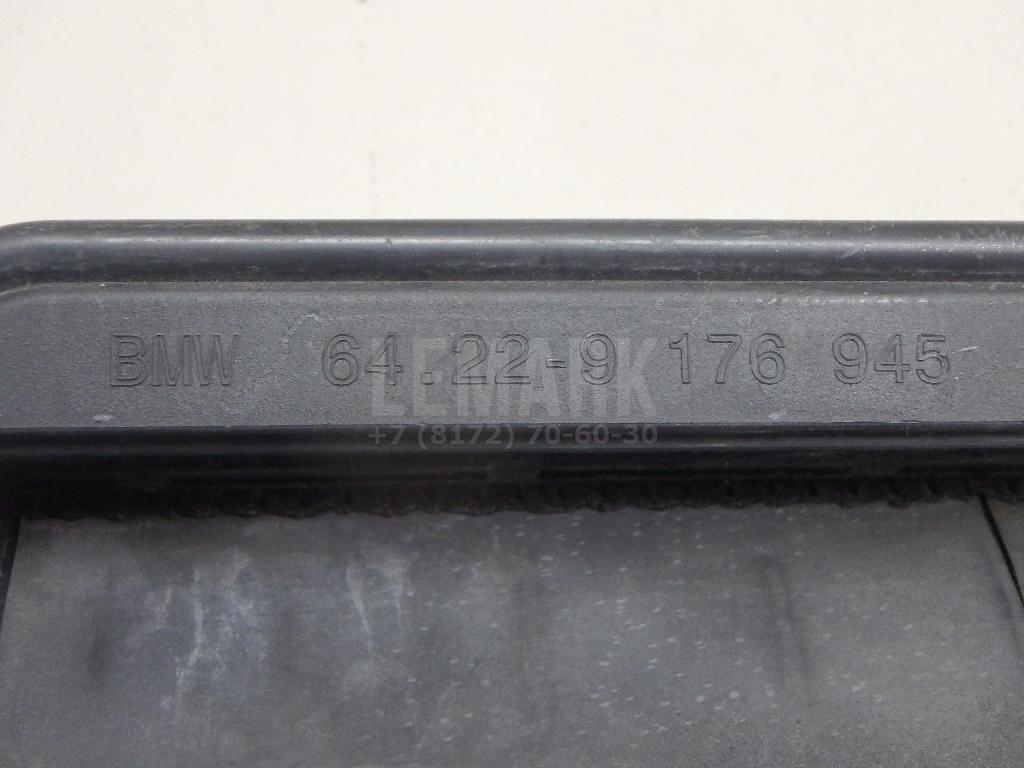 BMW 64.22-9 176 945
LEMARK
+7 (8172) 70-60-30